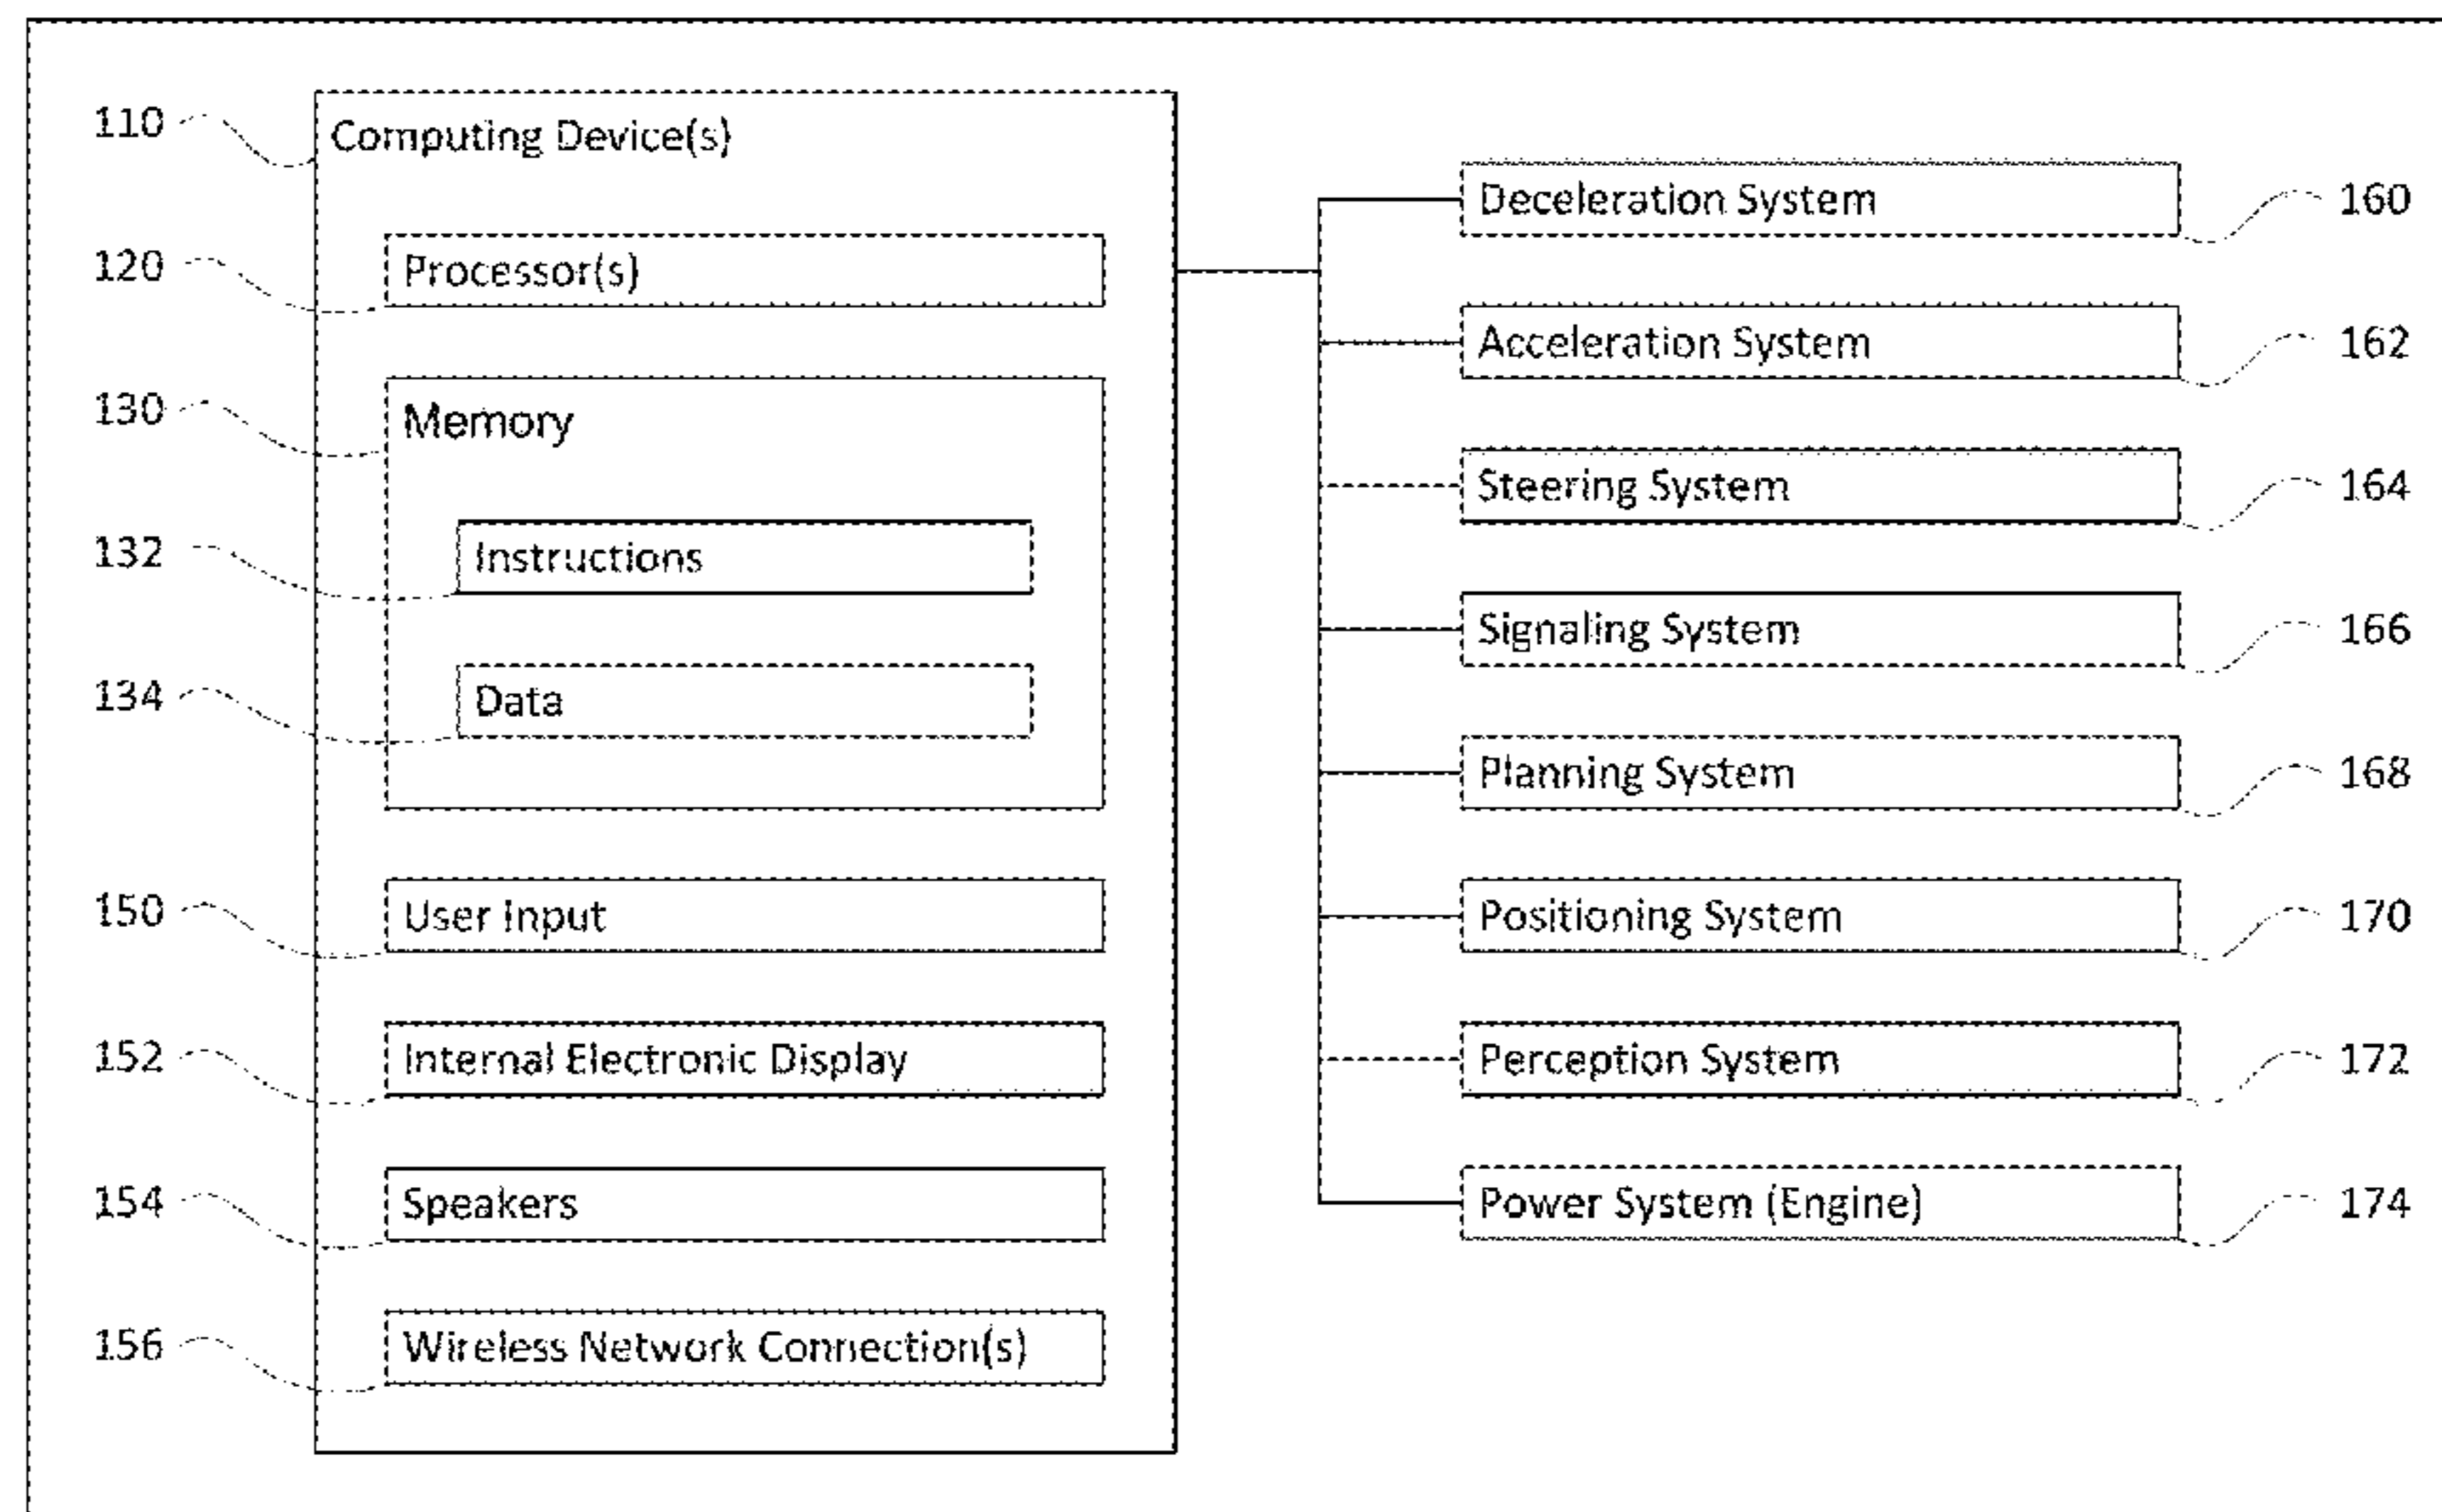 110 Computing Device(s)
120 Processor(s)
130 Memory
132 Instructions
134 Data
150 User Input
152 Internal Electronic Display
154 Speakers
156 Wireless Network Connection(s)
Deceleration System 160
Acceleration System 162
Steering System 164
Signaling System 166
Planning System 168
Positioning System 170
Perception System 172
Power System (Engine) 174